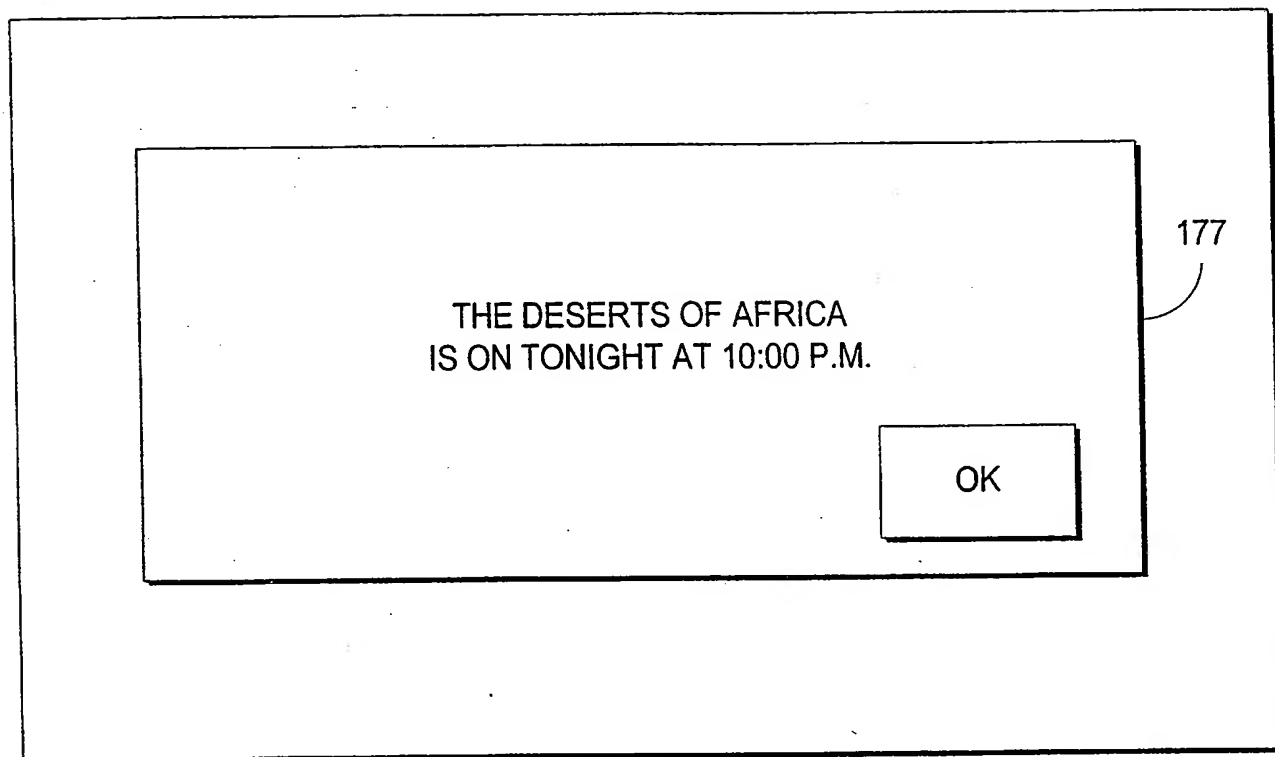 177
THE DESERTS OF AFRICA
IS ON TONIGHT AT 10:00 P.M.
OK